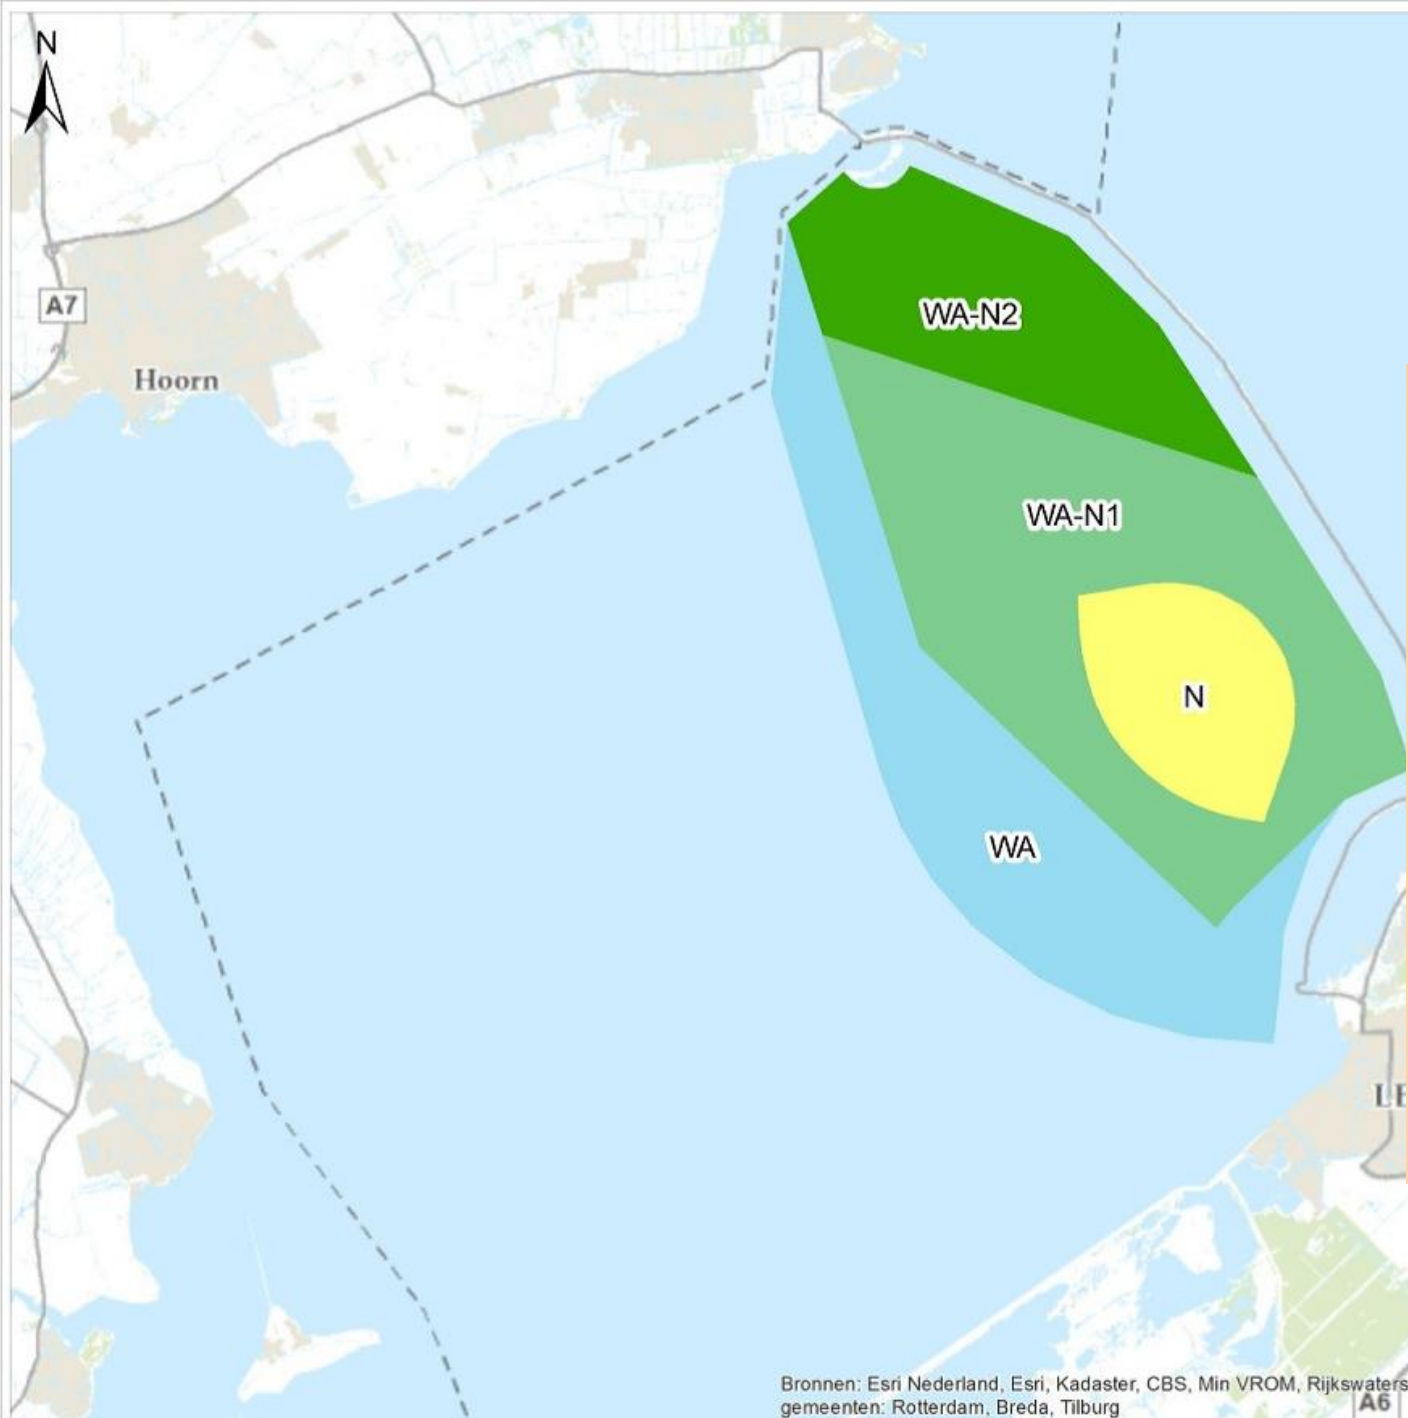 N
A7
Hoorn
WA-N2
WA-N1
N
WA
LE
Bronnen: Esri Nederland, Esri, Kadaster, CBS, Min VROM, Rijkswaters
gemeenten: Rotterdam, Breda, Tilburg
A6